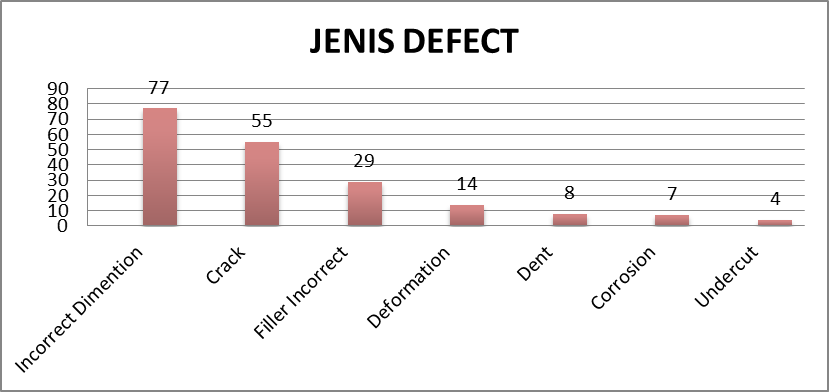 JENIS DEFECT
90
80
70
60
50
40
30
20
10
0
77
55
29
14
8
7
4
Incorrect Dimention
Crack
Filler Incorrect
Deformation
Dent
Corrosion
Undercut